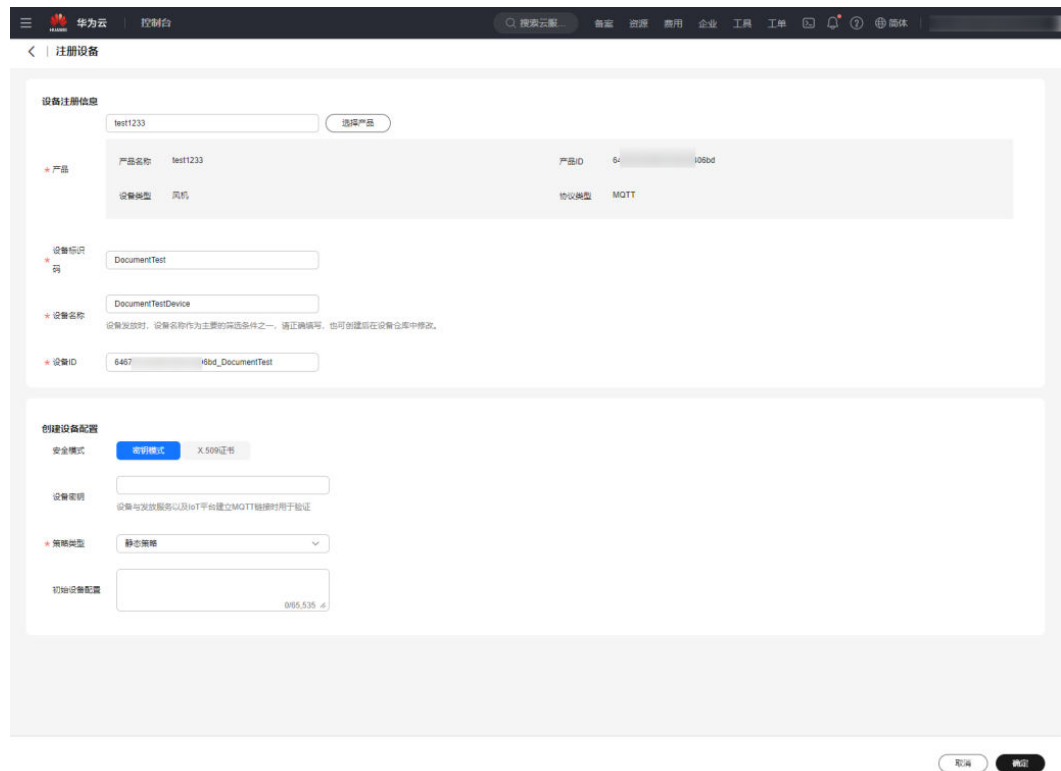 HUAWEI 华为云 | 控制台 搜索云服... 备案 资源 费用 企业 工具 工单 简体
< | 注册设备
设备注册信息
test1233 选择产品
* 产品
产品名称 test1233 产品ID 64 406bd
设备类型 风机 协议类型 MQTT
* 设备标识码 DocumentTest
* 设备名称 DocumentTestDevice
设备发放时，设备名称作为主要的筛选条件之一，请正确填写，也可创建后在设备仓库中修改。
* 设备ID 6467 6bd_DocumentTest
创建设备配置
安全模式 密钥模式 X.509证书
设备密钥
设备与发放服务以及IoT平台建立MQTT链接时用于验证
* 策略类型 静态策略
初始设备配置
0/65,535
取消 确定